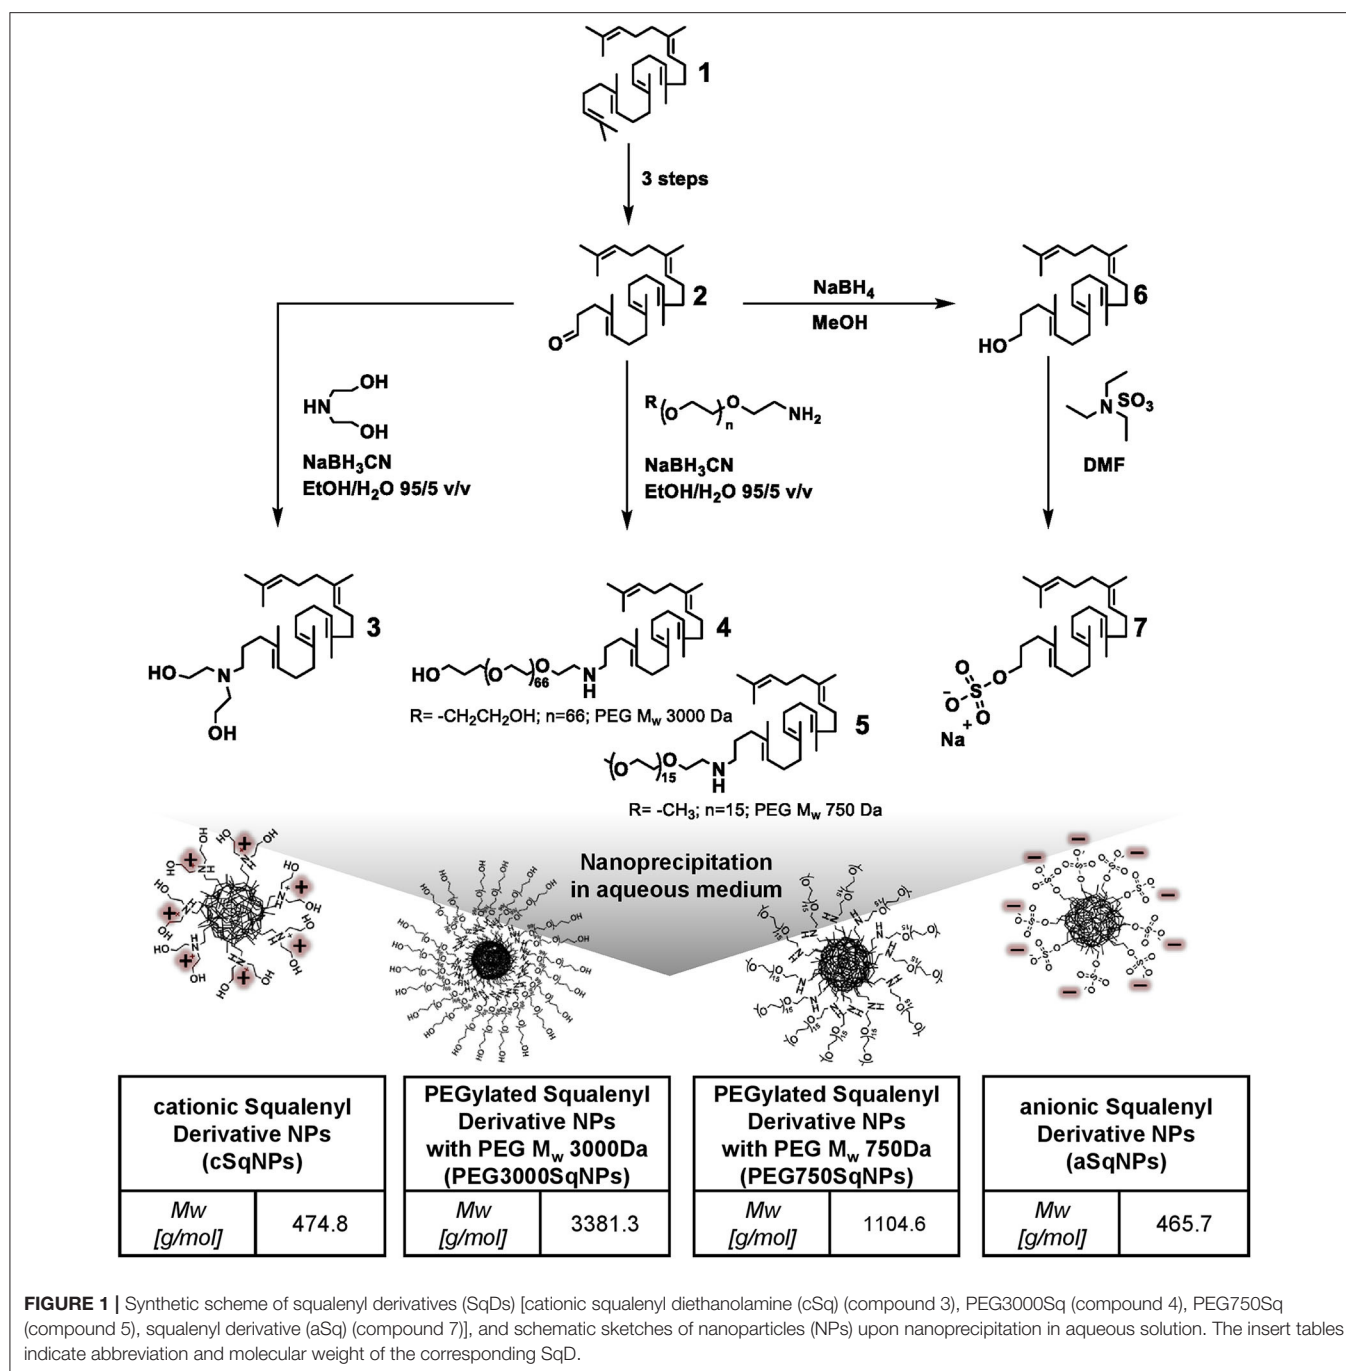 1
3 steps
2
O
NaBH4
MeOH
6
HO
OH
HN
OH
NaBH3CN
EtOH/H2O 95/5 v/v
R
(O
)
n
O
NH2
NaBH3CN
EtOH/H2O 95/5 v/v
N
SO3
DMF
3
HO
N
OH
4
HO
(O
)66
O
N
H
R= -CH2CH2OH; n=66; PEG Mw 3000 Da
5
(O
)15
O
N
H
R= -CH3; n=15; PEG Mw 750 Da
7
O
O
S
-O
O
Na+
Nanoprecipitation
in aqueous medium
cationic Squalenyl
Derivative NPs
(cSqNPs)
Mw
[g/mol]
474.8
PEGylated Squalenyl
Derivative NPs
with PEG Mw 3000Da
(PEG3000SqNPs)
Mw
[g/mol]
3381.3
PEGylated Squalenyl
Derivative NPs
with PEG Mw 750Da
(PEG750SqNPs)
Mw
[g/mol]
1104.6
anionic Squalenyl
Derivative NPs
(aSqNPs)
Mw
[g/mol]
465.7
FIGURE 1 | Synthetic scheme of squalenyl derivatives (SqDs) [cationic squalenyl diethanolamine (cSq) (compound 3), PEG3000Sq (compound 4), PEG750Sq
(compound 5), squalenyl derivative (aSq) (compound 7)], and schematic sketches of nanoparticles (NPs) upon nanoprecipitation in aqueous solution. The insert tables
indicate abbreviation and molecular weight of the corresponding SqD.